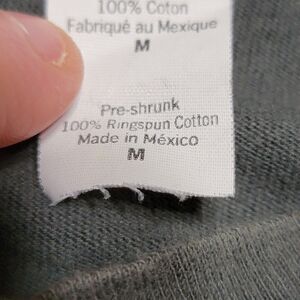 100% Coton
Fabriqué au Mexique
M
Pre-shrunk
100% Ringspun Cotton
Made in México
M